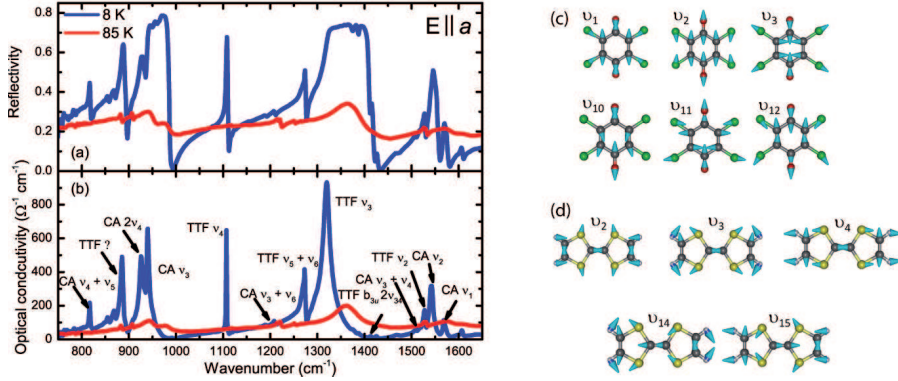 8 K
85 K
E || a
Reflectivity
0.8
0.6
0.4
0.2
0.0
(a)
(b)
Optical condcutivity (Ω⁻¹ cm⁻¹)
800
600
400
200
0
CA ν₄ + ν₅
TTF ?
CA 2ν₄
CA ν₃
TTF ν₄
CA ν₃ + ν₆
TTF ν₅ + ν₆
TTF ν₃
TTF b₃ᵤ 2ν₃₄
CA ν₃ + ν₄
TTF ν₂
CA ν₂
CA ν₁
800 900 1000 1100 1200 1300 1400 1500 1600
Wavenumber (cm⁻¹)
(c)
υ₁ υ₂ υ₃
υ₁₀ υ₁₁ υ₁₂
(d)
υ₂ υ₃ υ₄
υ₁₄ υ₁₅